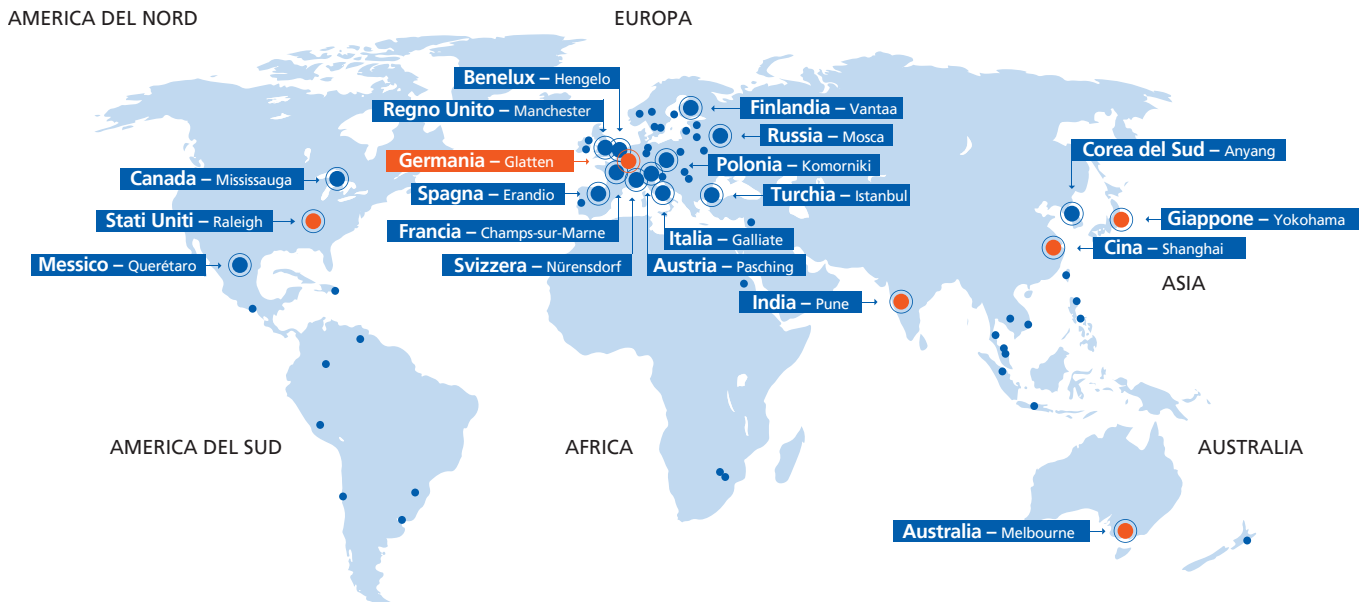 AMERICA DEL NORD
EUROPA
Benelux – Hengelo
Regno Unito – Manchester
Finlandia – Vantaa
Russia – Mosca
Germania – Glatten
Polonia – Komorniki
Corea del Sud – Anyang
Canada – Mississauga
Spagna – Erandio
Turchia – Istanbul
Stati Uniti – Raleigh
Giappone – Yokohama
Francia – Champs-sur-Marne
Italia – Galliate
Cina – Shanghai
Messico – Querétaro
Svizzera – Nürensdorf
Austria – Pasching
ASIA
India – Pune
AMERICA DEL SUD
AFRICA
AUSTRALIA
Australia – Melbourne